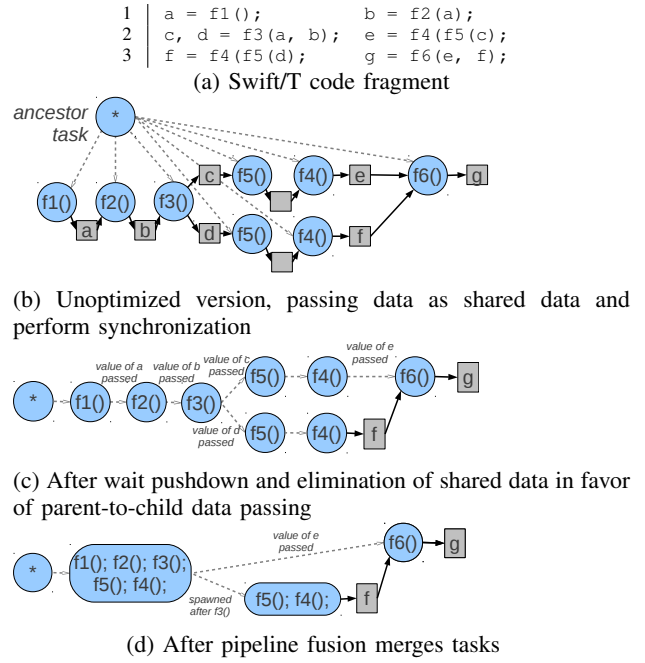 1 a = f1(); b = f2(a);
2 c, d = f3(a, b); e = f4(f5(c);
3 f = f4(f5(d); g = f6(e, f);
(a) Swift/T code fragment
ancestor
task
*
f1() f2() f3() f5() f4() f6()
a b c e g
f5() f4()
d f
(b) Unoptimized version, passing data as shared data and
perform synchronization
value of a
passed
value of b
passed
value of c
passed
value of e
passed
* f1() f2() f3() f5() f4() f6() g
value of d
passed
f5() f4() f
(c) After wait pushdown and elimination of shared data in favor
of parent-to-child data passing
value of e
passed
f6() g
* f1(); f2(); f3();
f5(); f4();
spawned
after f3()
f5(); f4(); f
(d) After pipeline fusion merges tasks